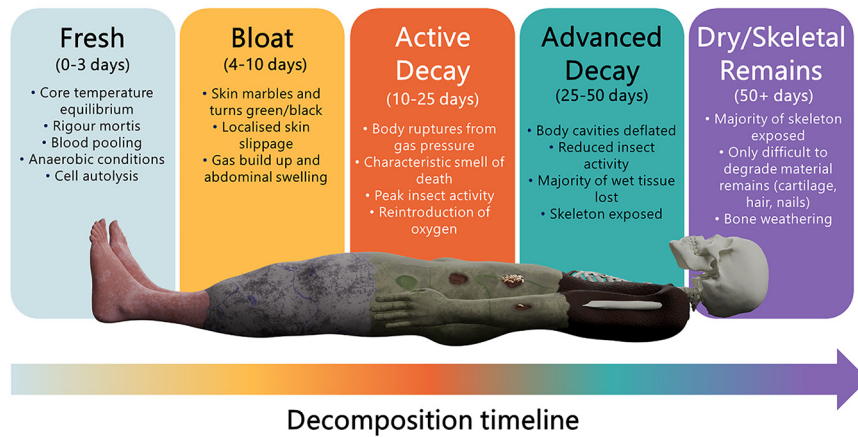 Fresh
(0-3 days)
• Core temperature
equilibrium
• Rigour mortis
• Blood pooling
• Anaerobic conditions
• Cell autolysis
Bloat
(4-10 days)
• Skin marbles and
turns green/black
• Localised skin
slippage
• Gas build up and
abdominal swelling
Active
Decay
(10-25 days)
• Body ruptures from
gas pressure
• Characteristic smell of
death
• Peak insect activity
• Reintroduction of
oxygen
Advanced
Decay
(25-50 days)
• Body cavities deflated
• Reduced insect
activity
• Majority of wet tissue
lost
• Skeleton exposed
Dry/Skeletal
Remains
(50+ days)
• Majority of skeleton
exposed
• Only difficult to
degrade material
remains (cartilage,
hair, nails)
• Bone weathering
Decomposition timeline